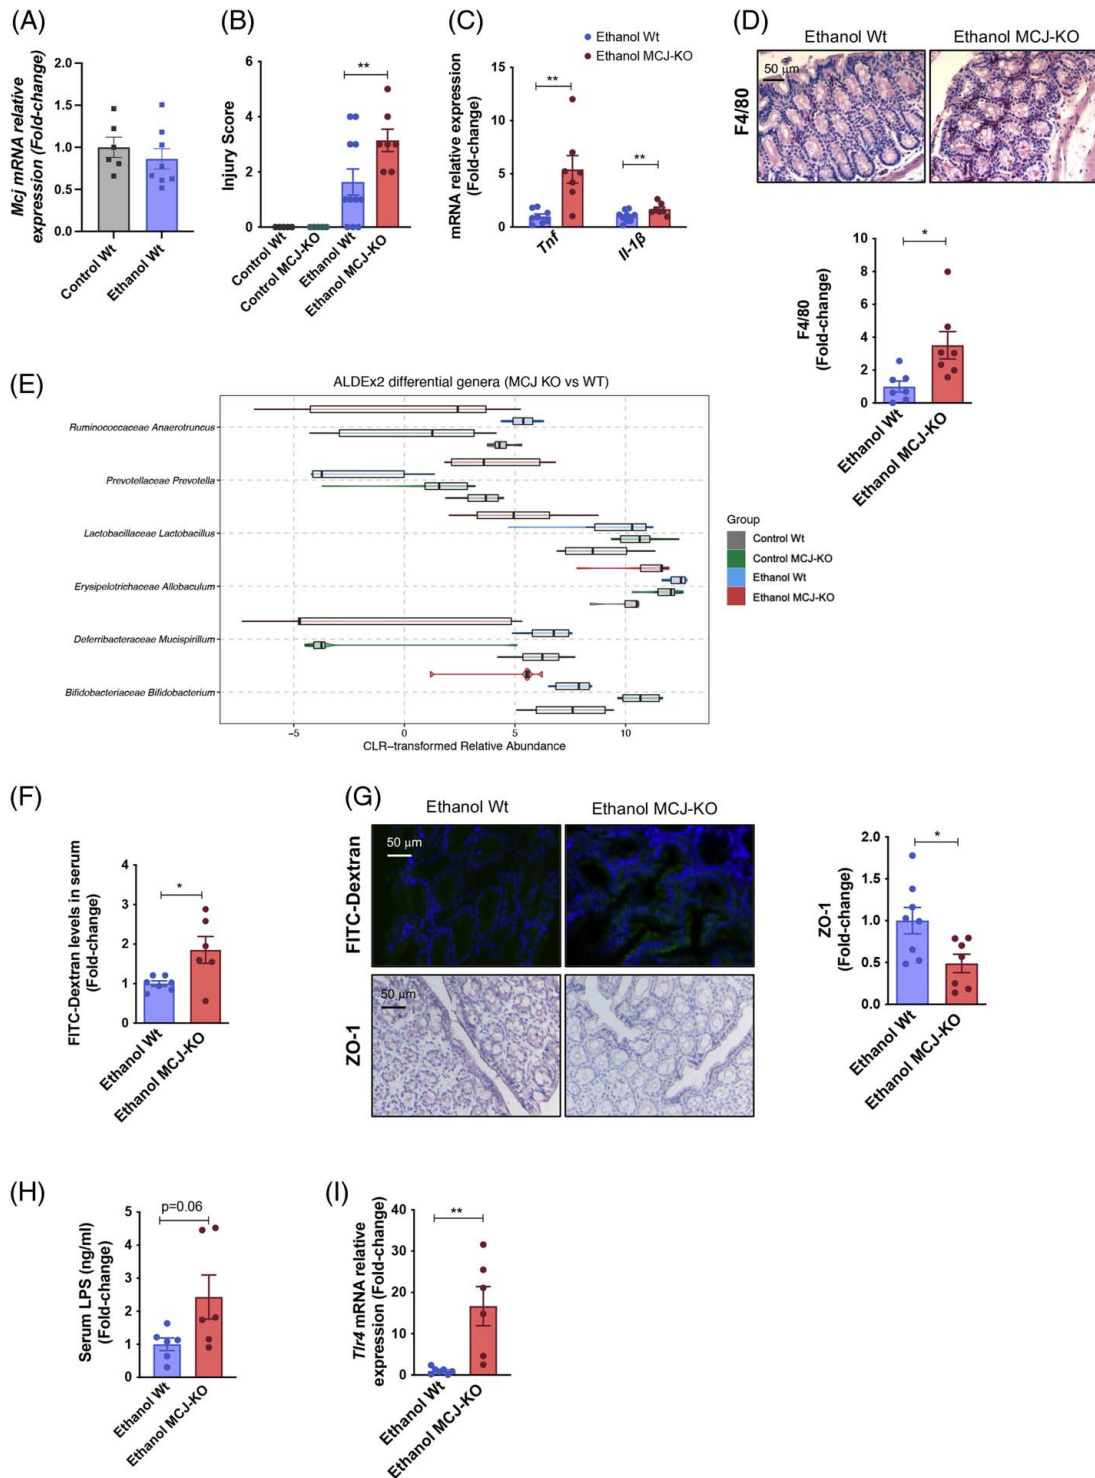 (A)
Mcj mRNA relative
expression (Fold-change)
2.0
1.5
1.0
0.5
0.0
Control Wt
Ethanol Wt
(B)
Injury Score
6
4
2
0
**
Control Wt
Control MCJ-KO
Ethanol Wt
Ethanol MCJ-KO
(C)
Ethanol Wt
Ethanol MCJ-KO
mRNA relative expression
(Fold-change)
15
10
5
0
**
**
Tnf
Il-1β
(D)
Ethanol Wt
Ethanol MCJ-KO
F4/80
50 μm
F4/80
(Fold-change)
10
8
6
4
2
0
*
Ethanol Wt
Ethanol MCJ-KO
(E)
ALDEx2 differential genera (MCJ KO vs WT)
Ruminococcaceae Anaerotruncus
Prevotellaceae Prevotella
Lactobacillaceae Lactobacillus
Erysipelotrichaceae Allobaculum
Deferribacteraceae Mucispirillum
Bifidobacteriaceae Bifidobacterium
−5
0
5
10
CLR−transformed Relative Abundance
Group
Control Wt
Control MCJ-KO
Ethanol Wt
Ethanol MCJ-KO
(F)
FITC-Dextran levels in serum
(Fold-change)
4
3
2
1
0
*
Ethanol Wt
Ethanol MCJ-KO
(G)
Ethanol Wt
Ethanol MCJ-KO
FITC-Dextran
50 μm
ZO-1
50 μm
ZO-1
(Fold-change)
2.0
1.5
1.0
0.5
0.0
*
Ethanol Wt
Ethanol MCJ-KO
(H)
Serum LPS (ng/ml)
(Fold-change)
5
4
3
2
1
0
p=0.06
Ethanol Wt
Ethanol MCJ-KO
(I)
Tlr4 mRNA relative
expression (Fold-change)
40
30
20
10
0
**
Ethanol Wt
Ethanol MCJ-KO